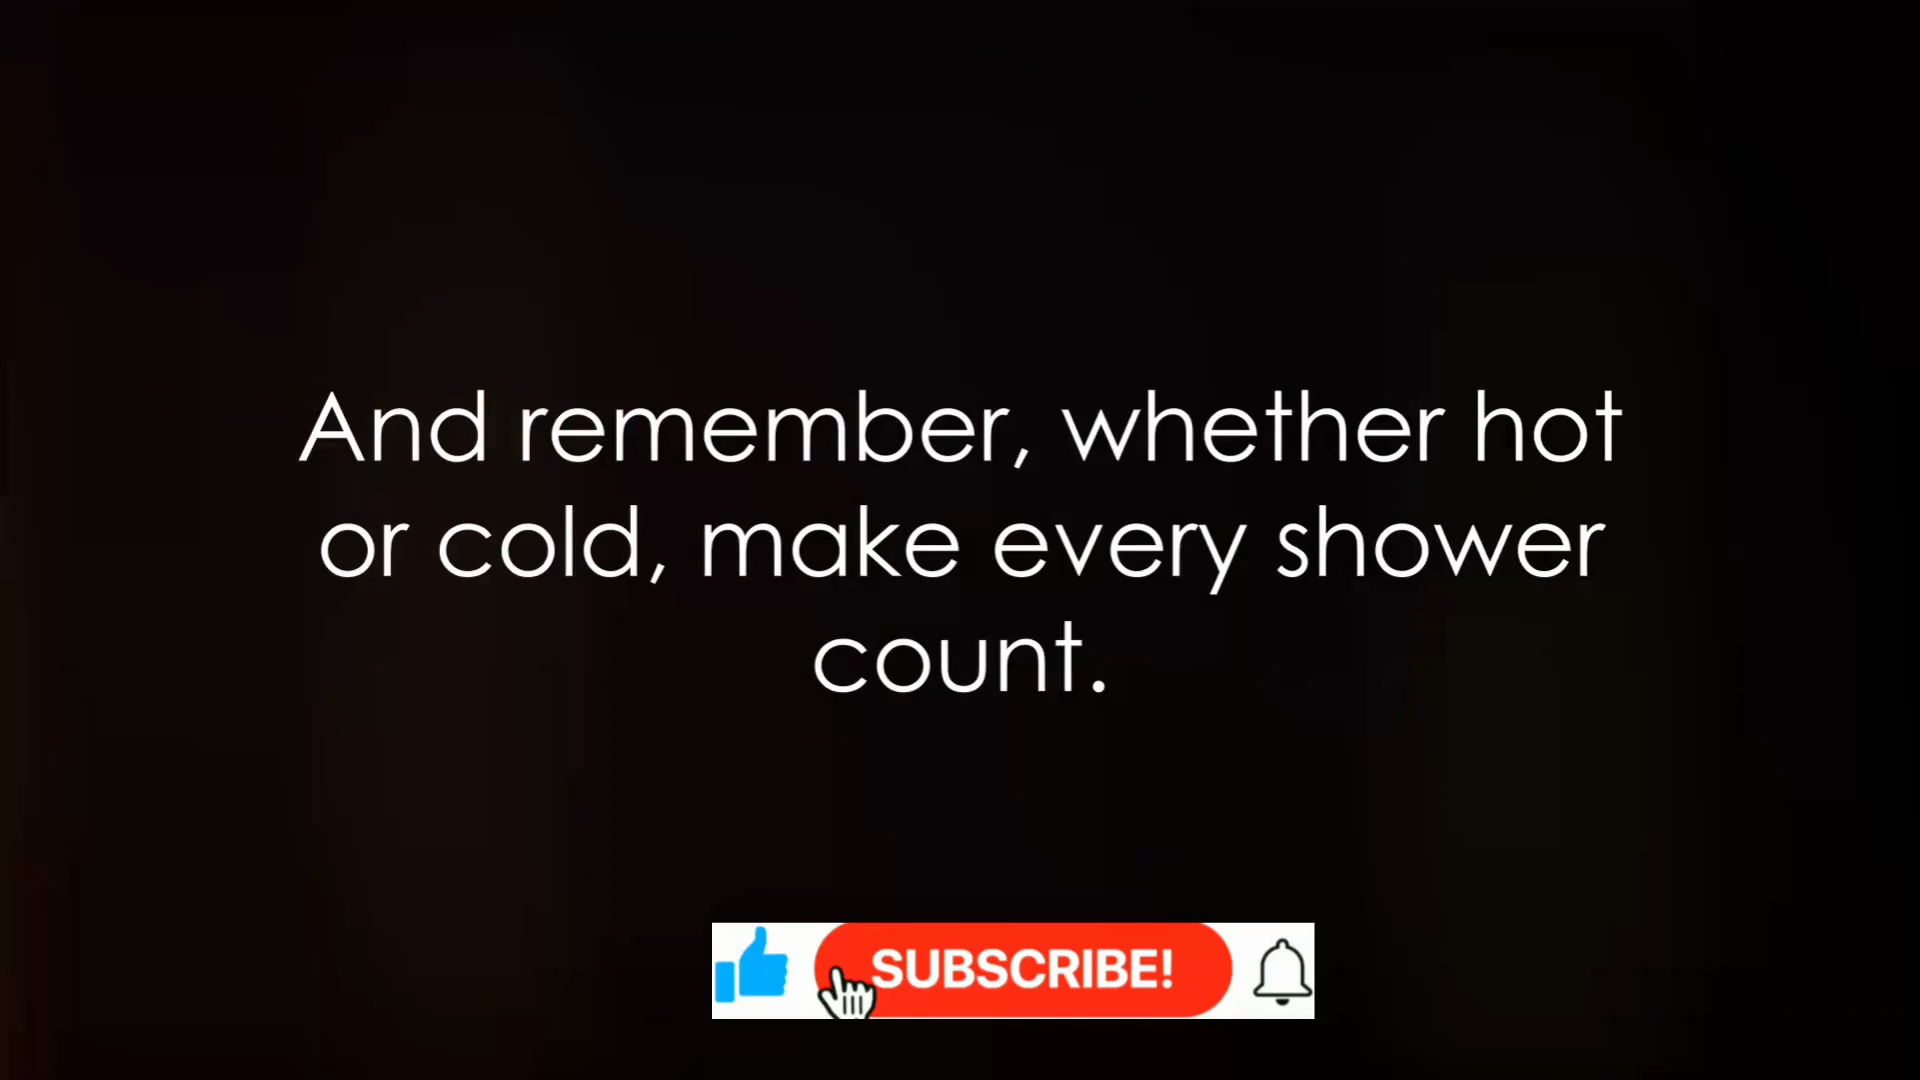 And remember, whether hot
or cold, make every shower
count.
SUBSCRIBE!